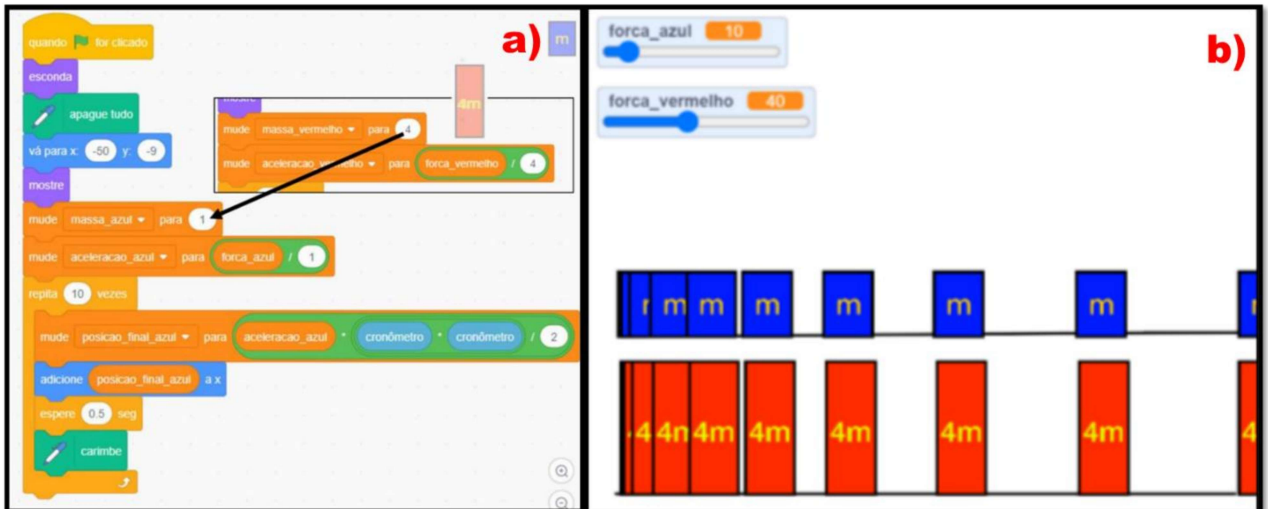 a)
m
quando for clicado
esconda
apague tudo
vá para x: -50 y: -9
mostre
mude massa_azul para 1
mude aceleracao_azul para forca_azul / 1
repita 10 vezes
mude posicao_final_azul para aceleracao_azul * cronômetro * cronômetro / 2
adicione posicao_final_azul a x
espere 0.5 seg
carimbe
4m
mostre
mude massa_vermelho para 4
mude aceleracao_vermelho para forca_vermelho / 4
b)
forca_azul 10
forca_vermelho 40
m m m m m m
4 4m 4m 4m 4m 4m 4m 4